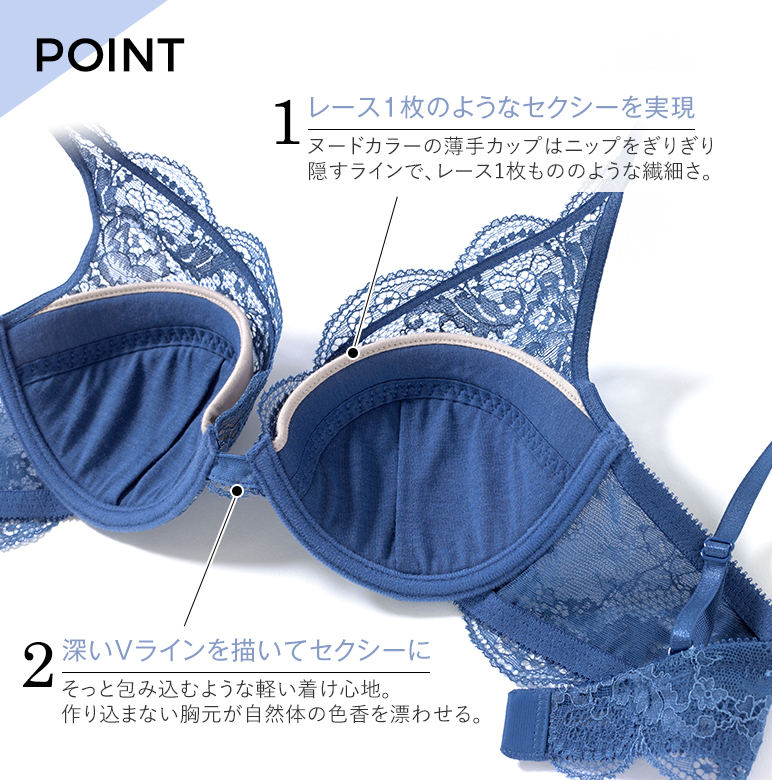 POINT
1
レース1枚のようなセクシーを実現
ヌードカラーの薄手カップはニップをぎりぎり
隠すラインで、レース1枚もののような繊細さ。
2
深いVラインを描いてセクシーに
そっと包み込むような軽い着け心地。
作り込まない胸元が自然体の色香を漂わせる。